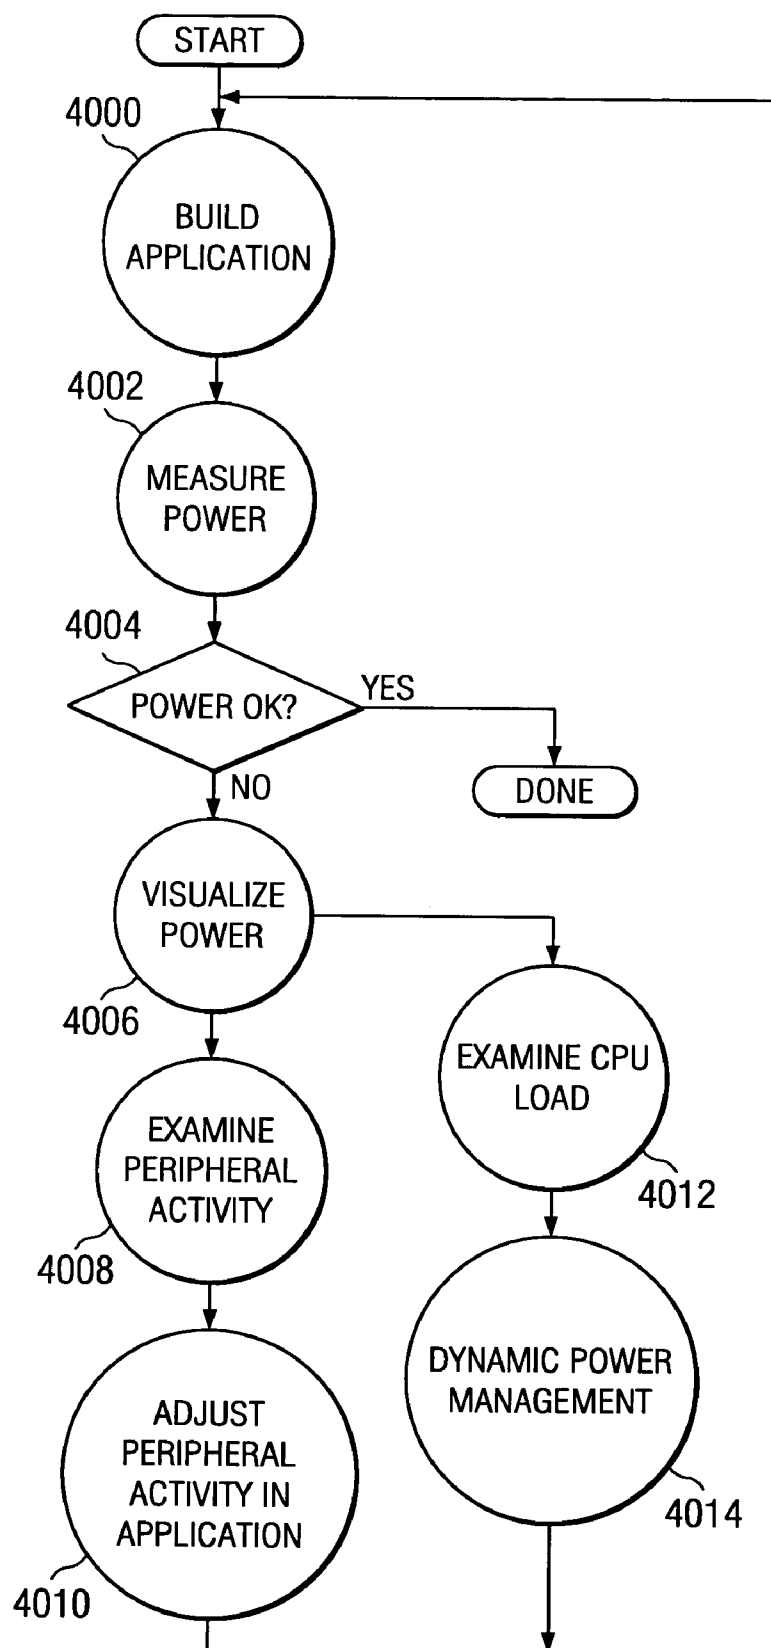 START
4000
BUILD
APPLICATION
4002
MEASURE
POWER
4004
POWER OK?
YES
DONE
NO
VISUALIZE
POWER
4006
EXAMINE CPU
LOAD
4012
EXAMINE
PERIPHERAL
ACTIVITY
4008
DYNAMIC POWER
MANAGEMENT
4014
ADJUST
PERIPHERAL
ACTIVITY IN
APPLICATION
4010